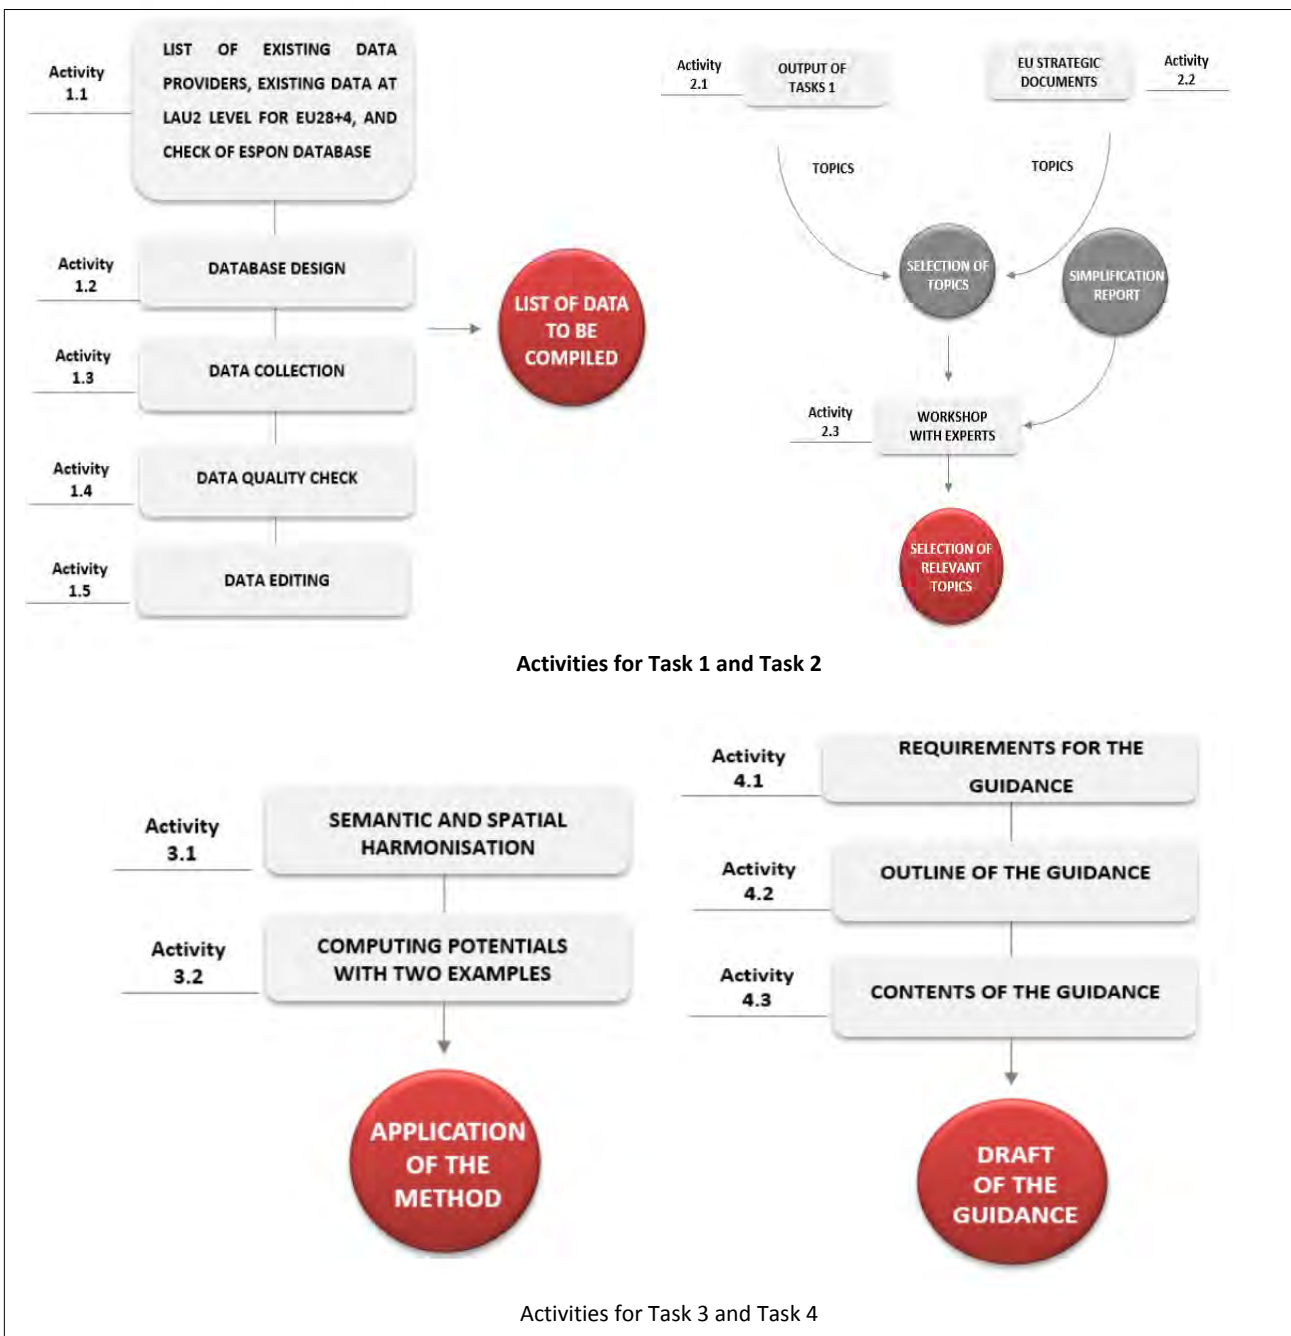 Activity
1.1
LIST OF EXISTING DATA
PROVIDERS, EXISTING DATA AT
LAU2 LEVEL FOR EU28+4, AND
CHECK OF ESPON DATABASE
Activity
1.2
DATABASE DESIGN
Activity
1.3
DATA COLLECTION
Activity
1.4
DATA QUALITY CHECK
Activity
1.5
DATA EDITING
LIST OF DATA
TO BE
COMPILED
Activity
2.1
OUTPUT OF
TASKS 1
EU STRATEGIC
DOCUMENTS
Activity
2.2
TOPICS
TOPICS
SELECTION OF
TOPICS
SIMPLIFICATION
REPORT
Activity
2.3
WORKSHOP
WITH EXPERTS
SELECTION OF
RELEVANT
TOPICS
Activities for Task 1 and Task 2
Activity
3.1
SEMANTIC AND SPATIAL
HARMONISATION
Activity
3.2
COMPUTING POTENTIALS
WITH TWO EXAMPLES
APPLICATION
OF THE
METHOD
Activity
4.1
REQUIREMENTS FOR THE
GUIDANCE
Activity
4.2
OUTLINE OF THE GUIDANCE
Activity
4.3
CONTENTS OF THE GUIDANCE
DRAFT
OF THE
GUIDANCE
Activities for Task 3 and Task 4